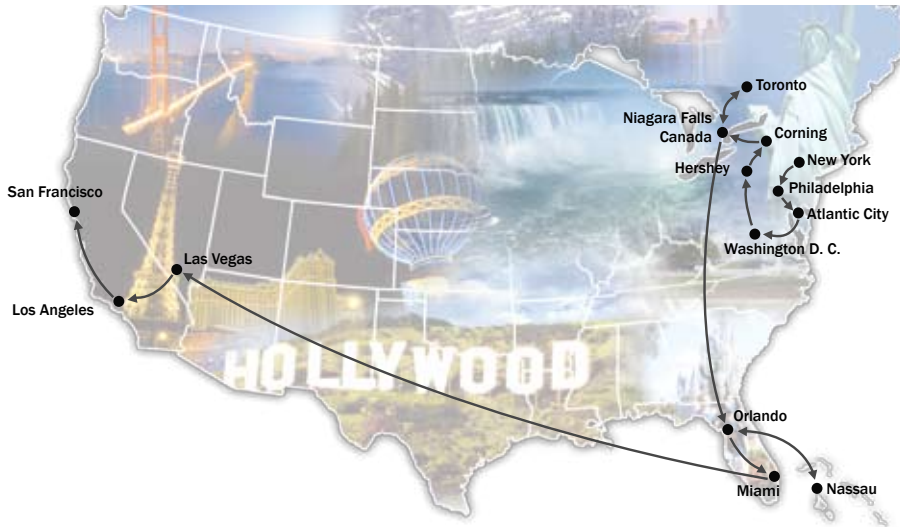 Toronto
Niagara Falls
Canada
Corning
Hershey
New York
Philadelphia
San Francisco
Atlantic City
Washington D. C.
Las Vegas
Los Angeles
HOLLYWOOD
Orlando
Miami
Nassau